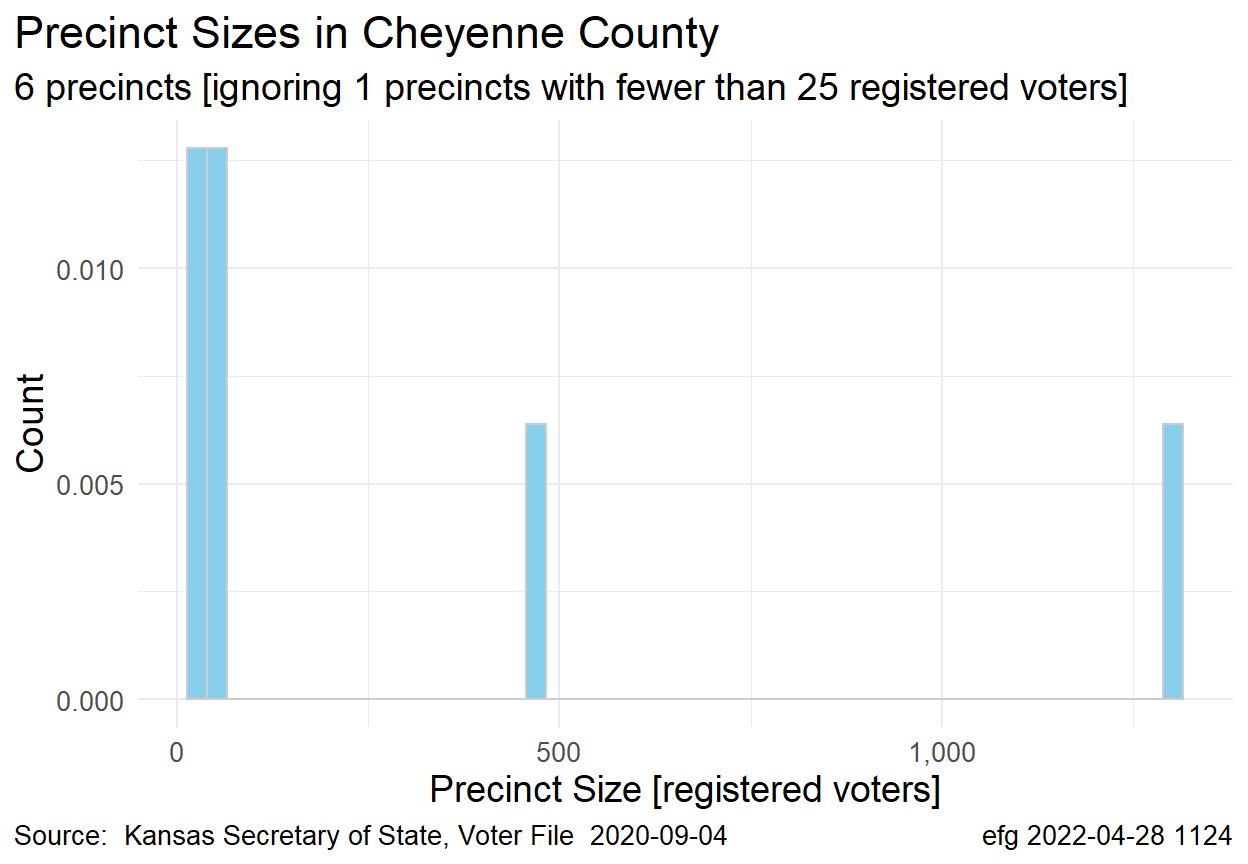 Precinct Sizes in Cheyenne County
6 precincts [ignoring 1 precincts with fewer than 25 registered voters]
Count
0.010
0.005
0.000
0 500 1,000
Precinct Size [registered voters]
Source:  Kansas Secretary of State, Voter File  2020-09-04
efg 2022-04-28 1124